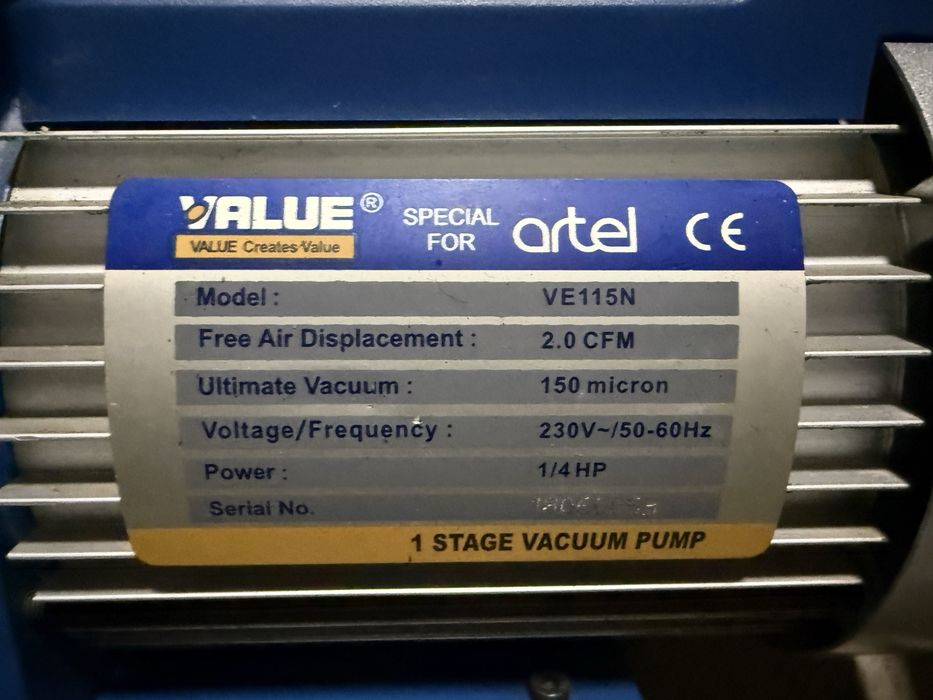 VALUE®
VALUE Creates Value
SPECIAL FOR artel CE
Model : VE115N
Free Air Displacement : 2.0 CFM
Ultimate Vacuum : 150 micron
Voltage/Frequency : 230V~/50-60Hz
Power : 1/4 HP
Serial No.
1 STAGE VACUUM PUMP